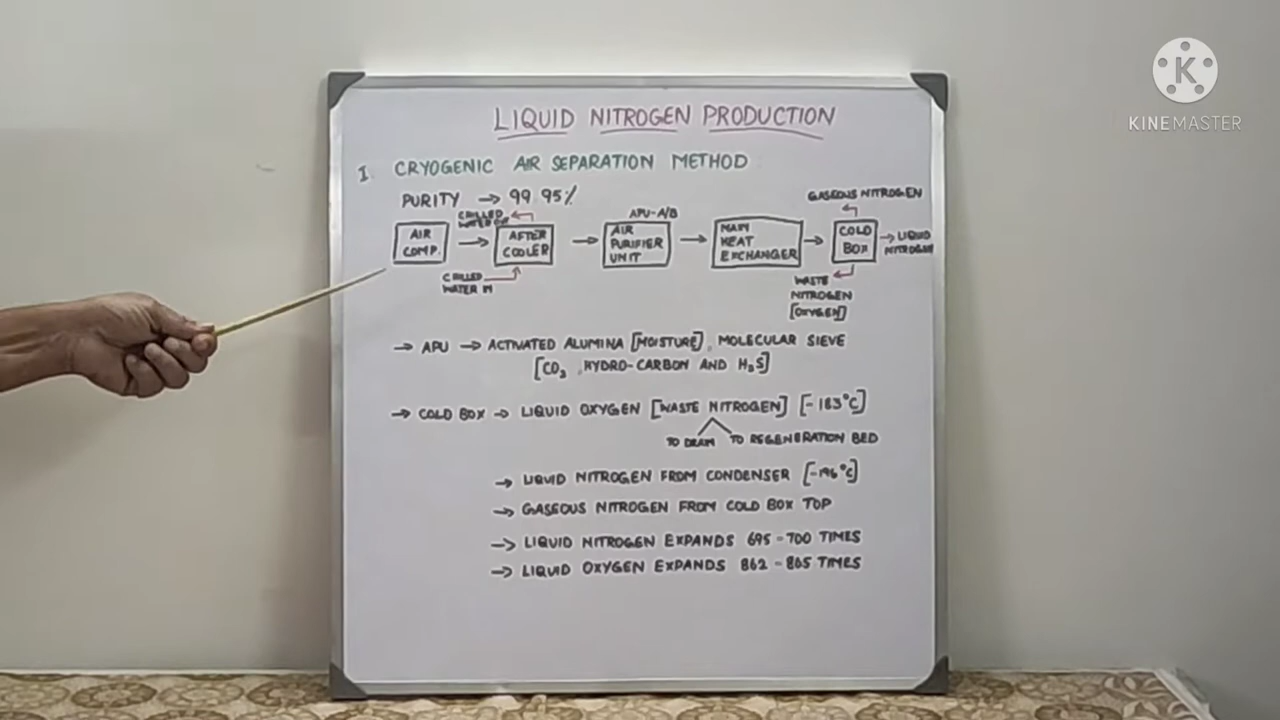 LIQUID NITROGEN PRODUCTION
I. CRYOGENIC AIR SEPARATION METHOD
PURITY → 99.95%
AIR COMP.
CHILLED WATER OUT
AFTER COOLER
CHILLED WATER IN
APU-A/B
AIR PURIFIER UNIT
MAIN HEAT EXCHANGER
GASEOUS NITROGEN
COLD BOX
LIQUID NITROGEN
WASTE NITROGEN [OXYGEN]
→ APU → ACTIVATED ALUMINA [MOISTURE], MOLECULAR SIEVE
[CO2, HYDRO-CARBON AND H2S]
→ COLD BOX → LIQUID OXYGEN [WASTE NITROGEN] [-183°C]
TO DRAIN TO REGENERATION BED
→ LIQUID NITROGEN FROM CONDENSER [-196°C]
→ GASEOUS NITROGEN FROM COLD BOX TOP
→ LIQUID NITROGEN EXPANDS 695-700 TIMES
→ LIQUID OXYGEN EXPANDS 862-865 TIMES
K
KINEMASTER